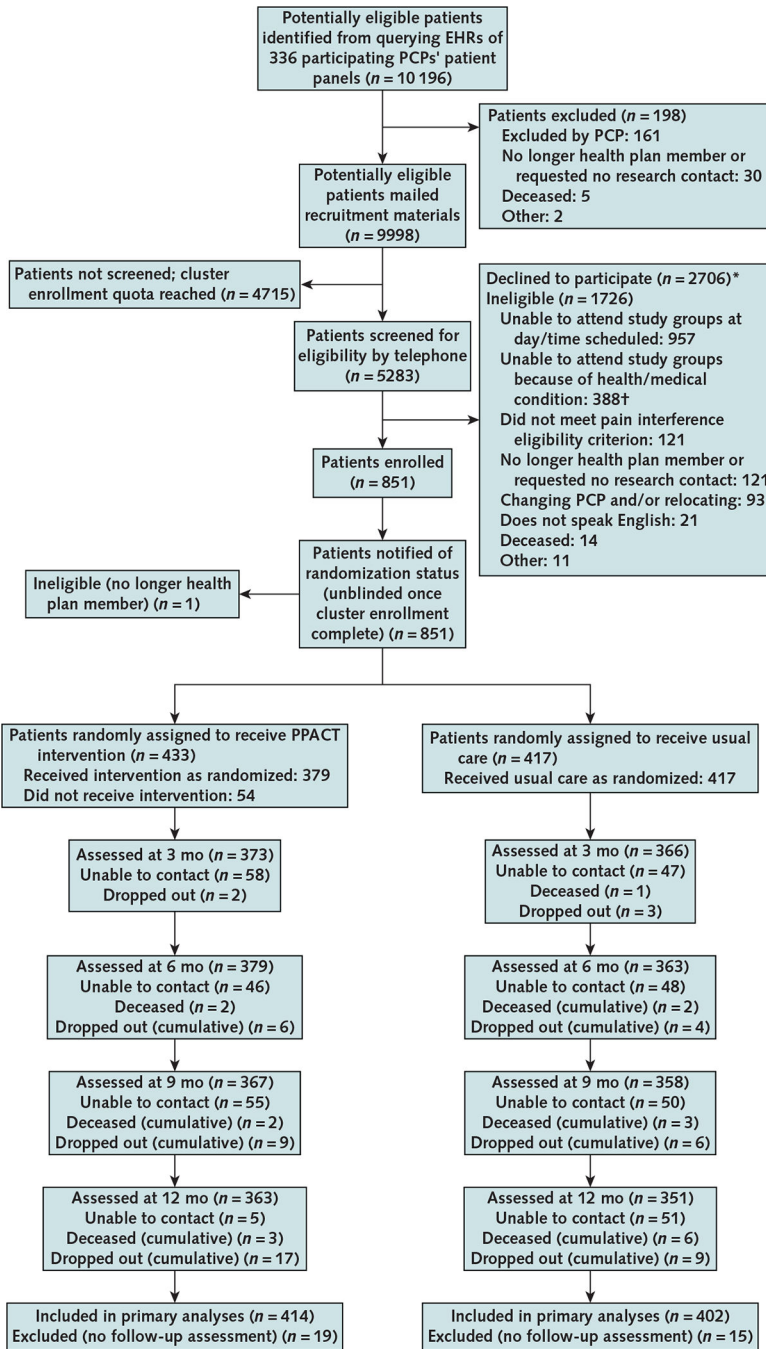 Potentially eligible patients
identified from querying EHRs of
336 participating PCPs' patient
panels (n = 10 196)
Patients excluded (n = 198)
Excluded by PCP: 161
No longer health plan member or
requested no research contact: 30
Deceased: 5
Other: 2
Potentially eligible
patients mailed
recruitment materials
(n = 9998)
Patients not screened; cluster
enrollment quota reached (n = 4715)
Patients screened for
eligibility by telephone
(n = 5283)
Declined to participate (n = 2706)*
Ineligible (n = 1726)
Unable to attend study groups at
day/time scheduled: 957
Unable to attend study groups
because of health/medical
condition: 388†
Did not meet pain interference
eligibility criterion: 121
No longer health plan member or
requested no research contact: 121
Changing PCP and/or relocating: 93
Does not speak English: 21
Deceased: 14
Other: 11
Patients enrolled
(n = 851)
Patients notified of
randomization status
(unblinded once
cluster enrollment
complete) (n = 851)
Ineligible (no longer health
plan member) (n = 1)
Patients randomly assigned to receive PPACT
intervention (n = 433)
Received intervention as randomized: 379
Did not receive intervention: 54
Patients randomly assigned to receive usual
care (n = 417)
Received usual care as randomized: 417
Assessed at 3 mo (n = 373)
Unable to contact (n = 58)
Dropped out (n = 2)
Assessed at 3 mo (n = 366)
Unable to contact (n = 47)
Deceased (n = 1)
Dropped out (n = 3)
Assessed at 6 mo (n = 379)
Unable to contact (n = 46)
Deceased (n = 2)
Dropped out (cumulative) (n = 6)
Assessed at 6 mo (n = 363)
Unable to contact (n = 48)
Deceased (cumulative) (n = 2)
Dropped out (cumulative) (n = 4)
Assessed at 9 mo (n = 367)
Unable to contact (n = 55)
Deceased (cumulative) (n = 2)
Dropped out (cumulative) (n = 9)
Assessed at 9 mo (n = 358)
Unable to contact (n = 50)
Deceased (cumulative) (n = 3)
Dropped out (cumulative) (n = 6)
Assessed at 12 mo (n = 363)
Unable to contact (n = 5)
Deceased (cumulative) (n = 3)
Dropped out (cumulative) (n = 17)
Assessed at 12 mo (n = 351)
Unable to contact (n = 51)
Deceased (cumulative) (n = 6)
Dropped out (cumulative) (n = 9)
Included in primary analyses (n = 414)
Excluded (no follow-up assessment) (n = 19)
Included in primary analyses (n = 402)
Excluded (no follow-up assessment) (n = 15)